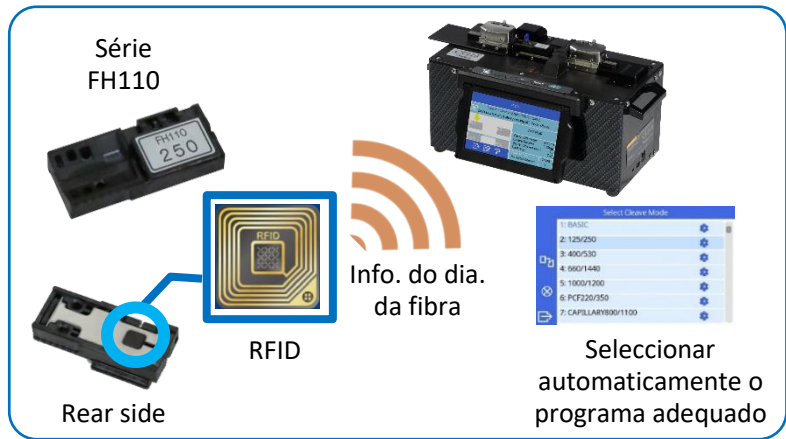 Série
FH110
FH110
250
RFID
Info. do dia.
da fibra
RFID
Rear side
Select Cleave Mode
1: BASIC
2: 125/250
3: 400/530
4: 660/1440
5: 1000/1200
6: PCF220/350
7: CAPILLARY800/1100
Seleccionar
automaticamente o
programa adequado